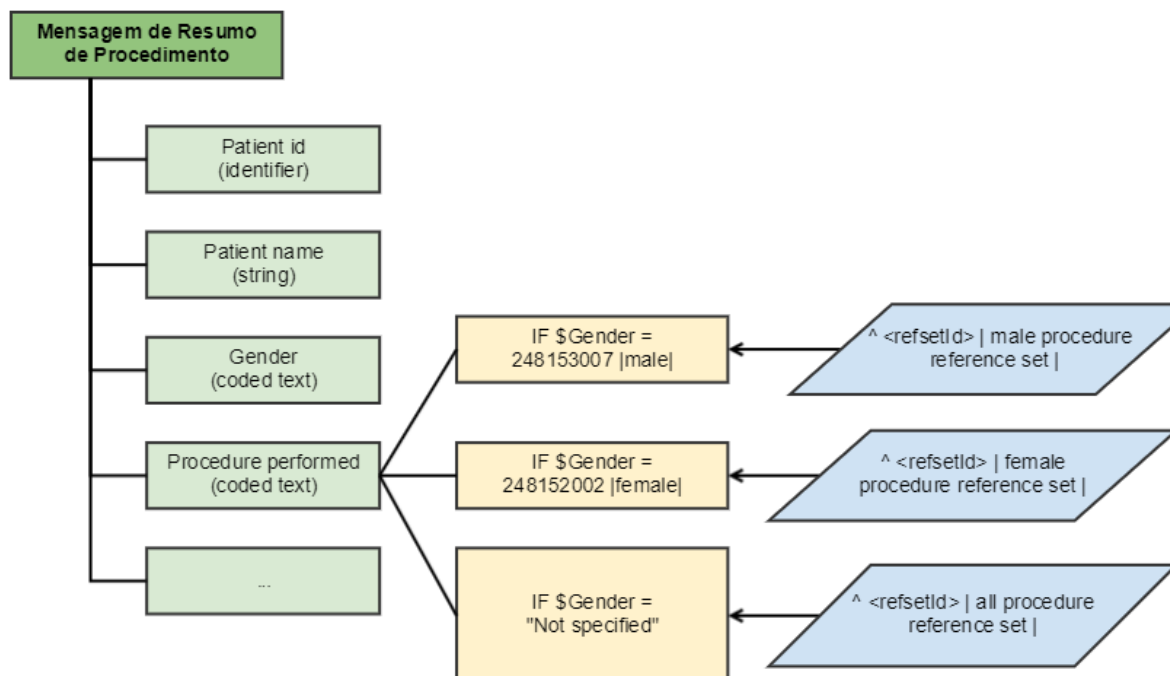 Mensagem de Resumo
de Procedimento
Patient id
(identifier)
Patient name
(string)
Gender
(coded text)
Procedure performed
(coded text)
...
IF $Gender =
248153007 |male|
IF $Gender =
248152002 |female|
IF $Gender =
"Not specified"
^ <refsetId> | male procedure
reference set |
^ <refsetId> | female
procedure reference set |
^ <refsetId> | all procedure
reference set |